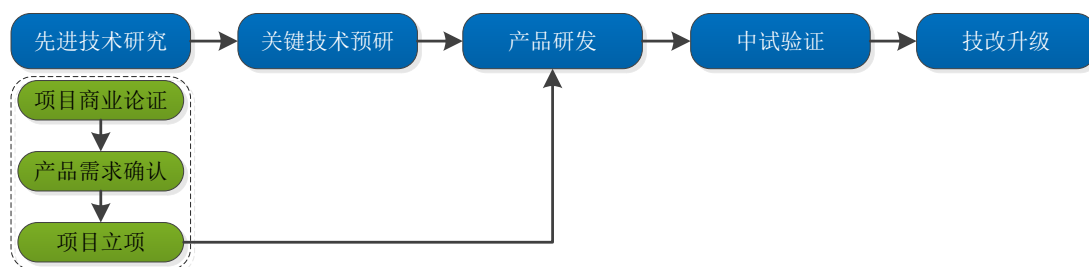 先进技术研究
关键技术预研
产品研发
中试验证
技改升级
项目商业论证
产品需求确认
项目立项